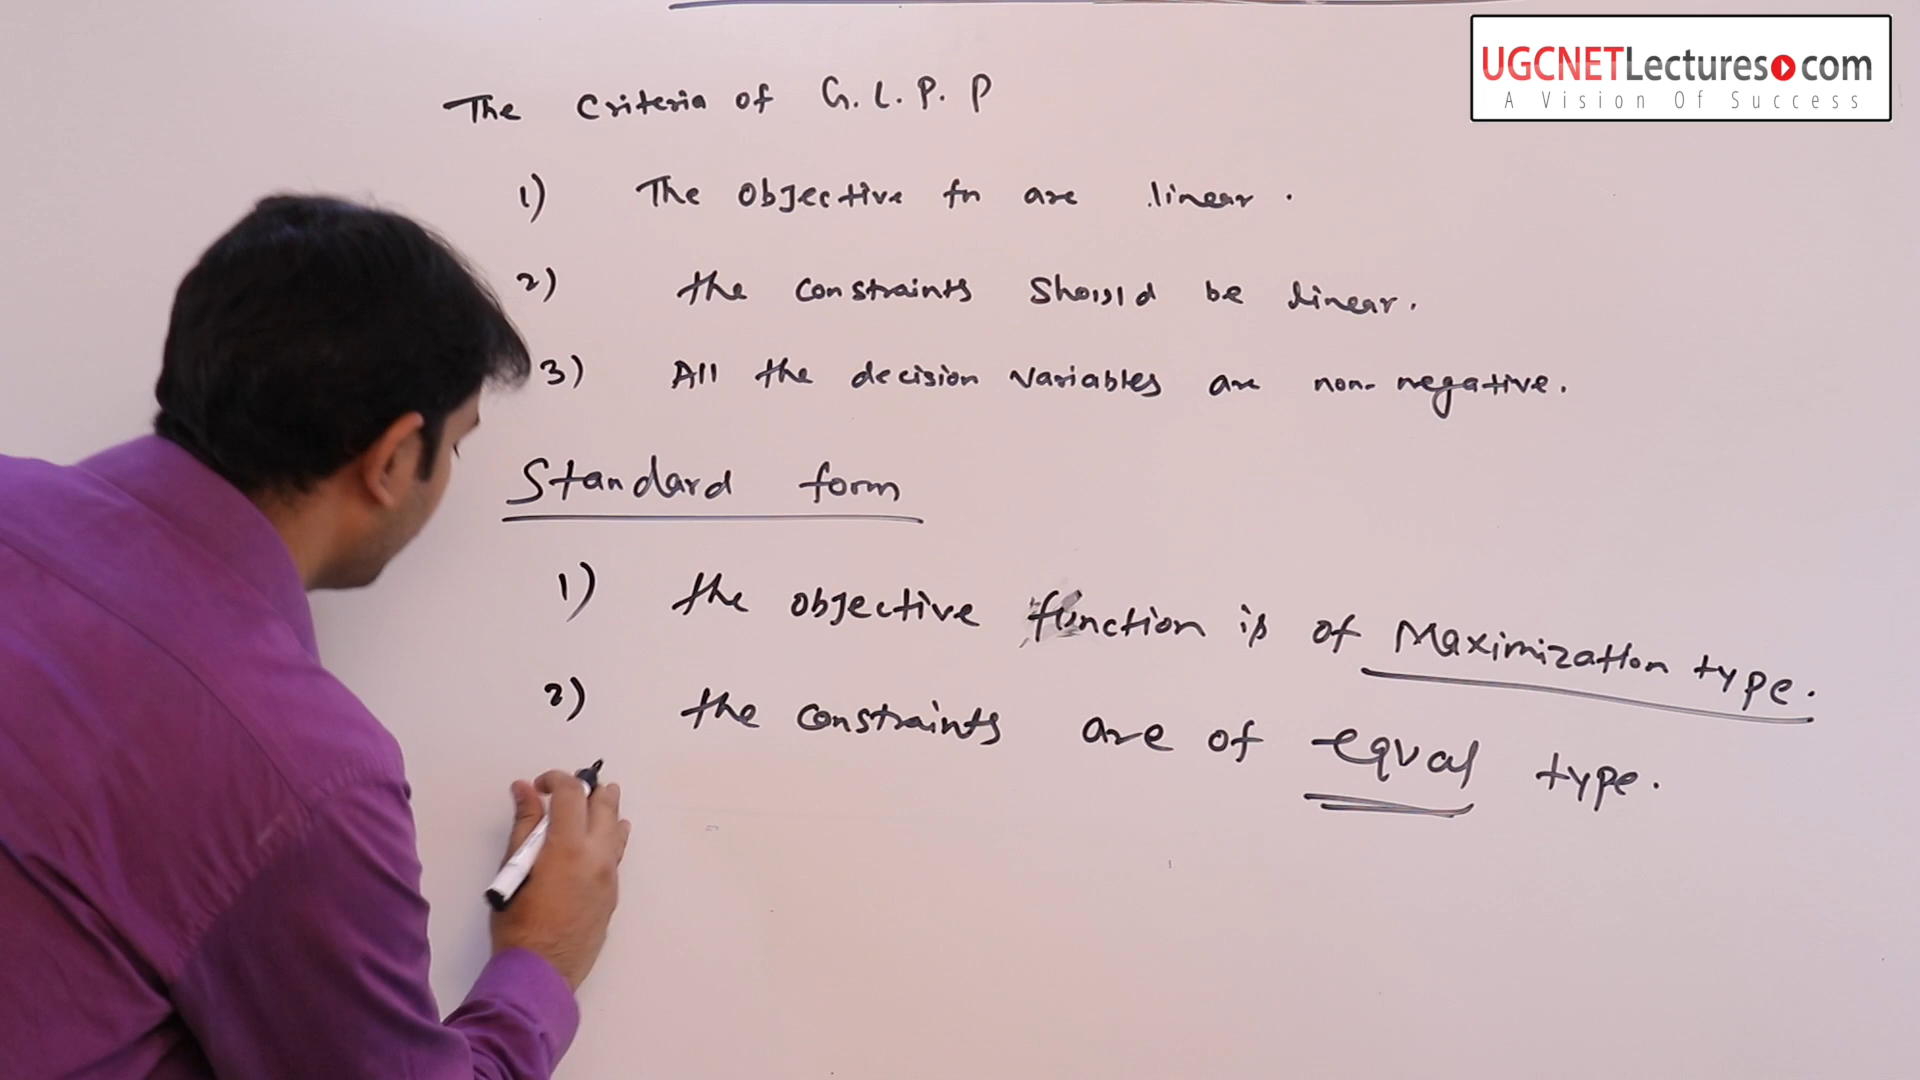 UGCNETLectures.com
A Vision Of Success
The Criteria of G.L.P.P
1) The Objective fn are linear.
2) the constraints should be linear.
3) All the decision variables are non-negative.
Standard form
1) the objective function is of Maximization type.
2) the constraints are of equal type.